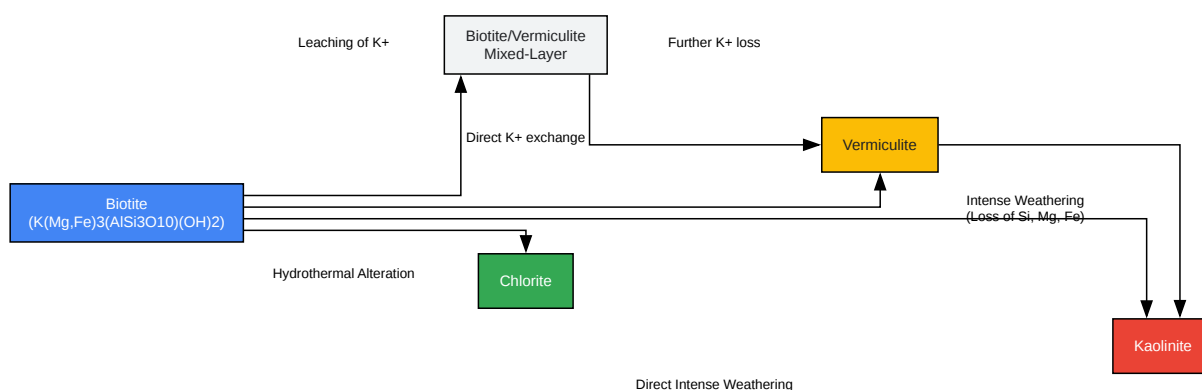 Leaching of K+
Biotite/Vermiculite
Mixed-Layer
Further K+ loss
Direct K+ exchange
Vermiculite
Biotite
(K(Mg,Fe)3(AlSi3O10)(OH)2)
Intense Weathering
(Loss of Si, Mg, Fe)
Hydrothermal Alteration
Chlorite
Kaolinite
Direct Intense Weathering